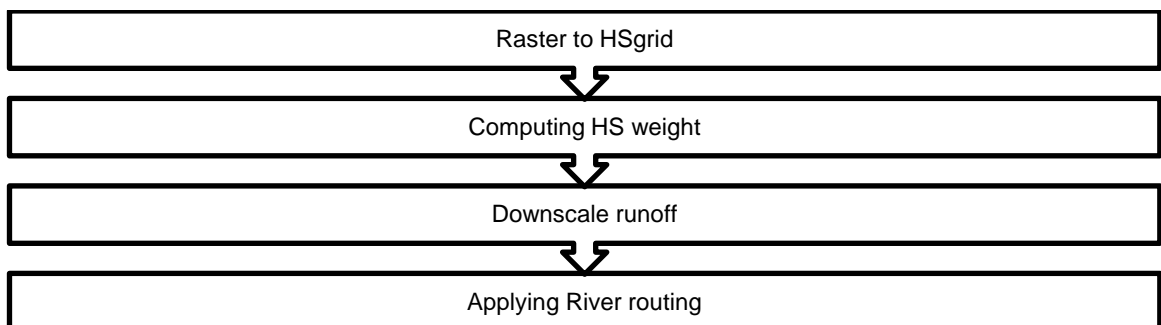 Raster to HSgrid
Computing HS weight
Downscale runoff
Applying River routing